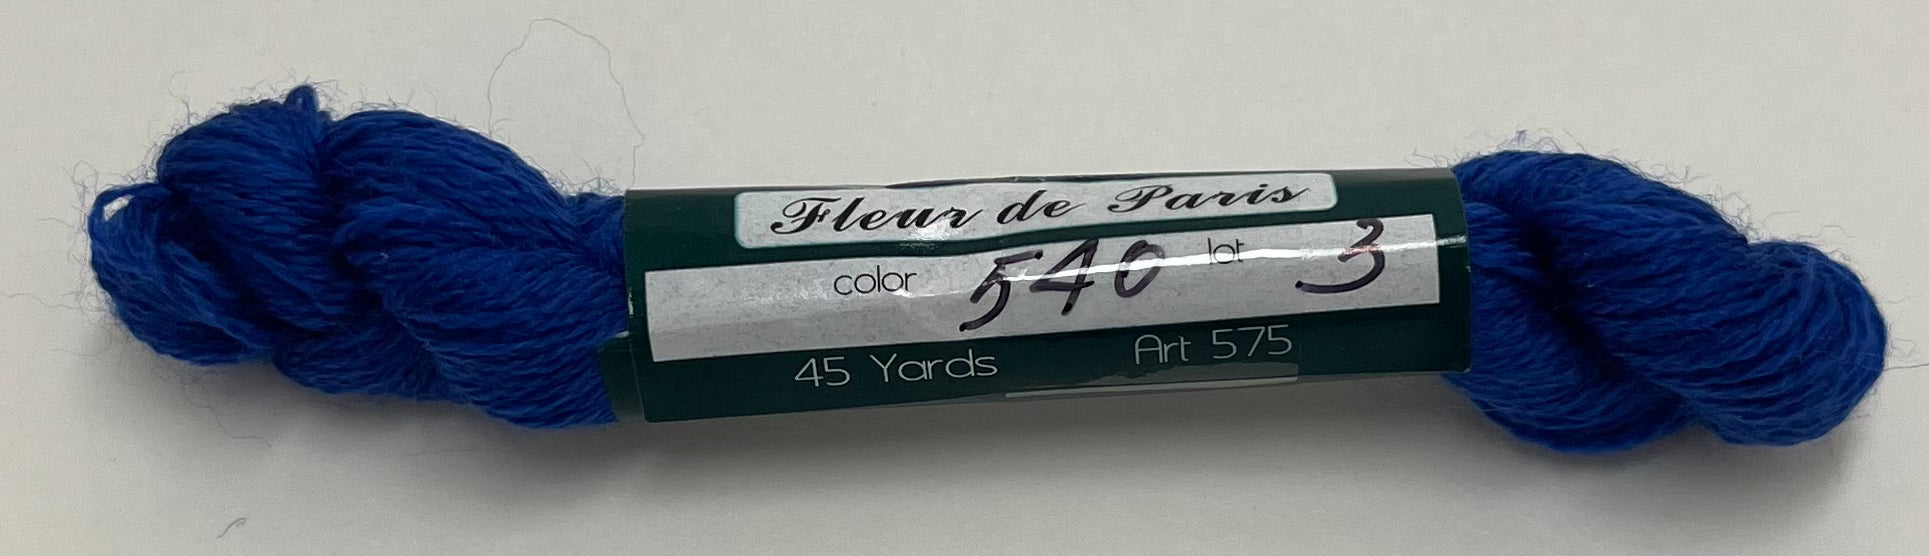 Fleur de Paris
color 540 lot 3
45 Yards Art 575